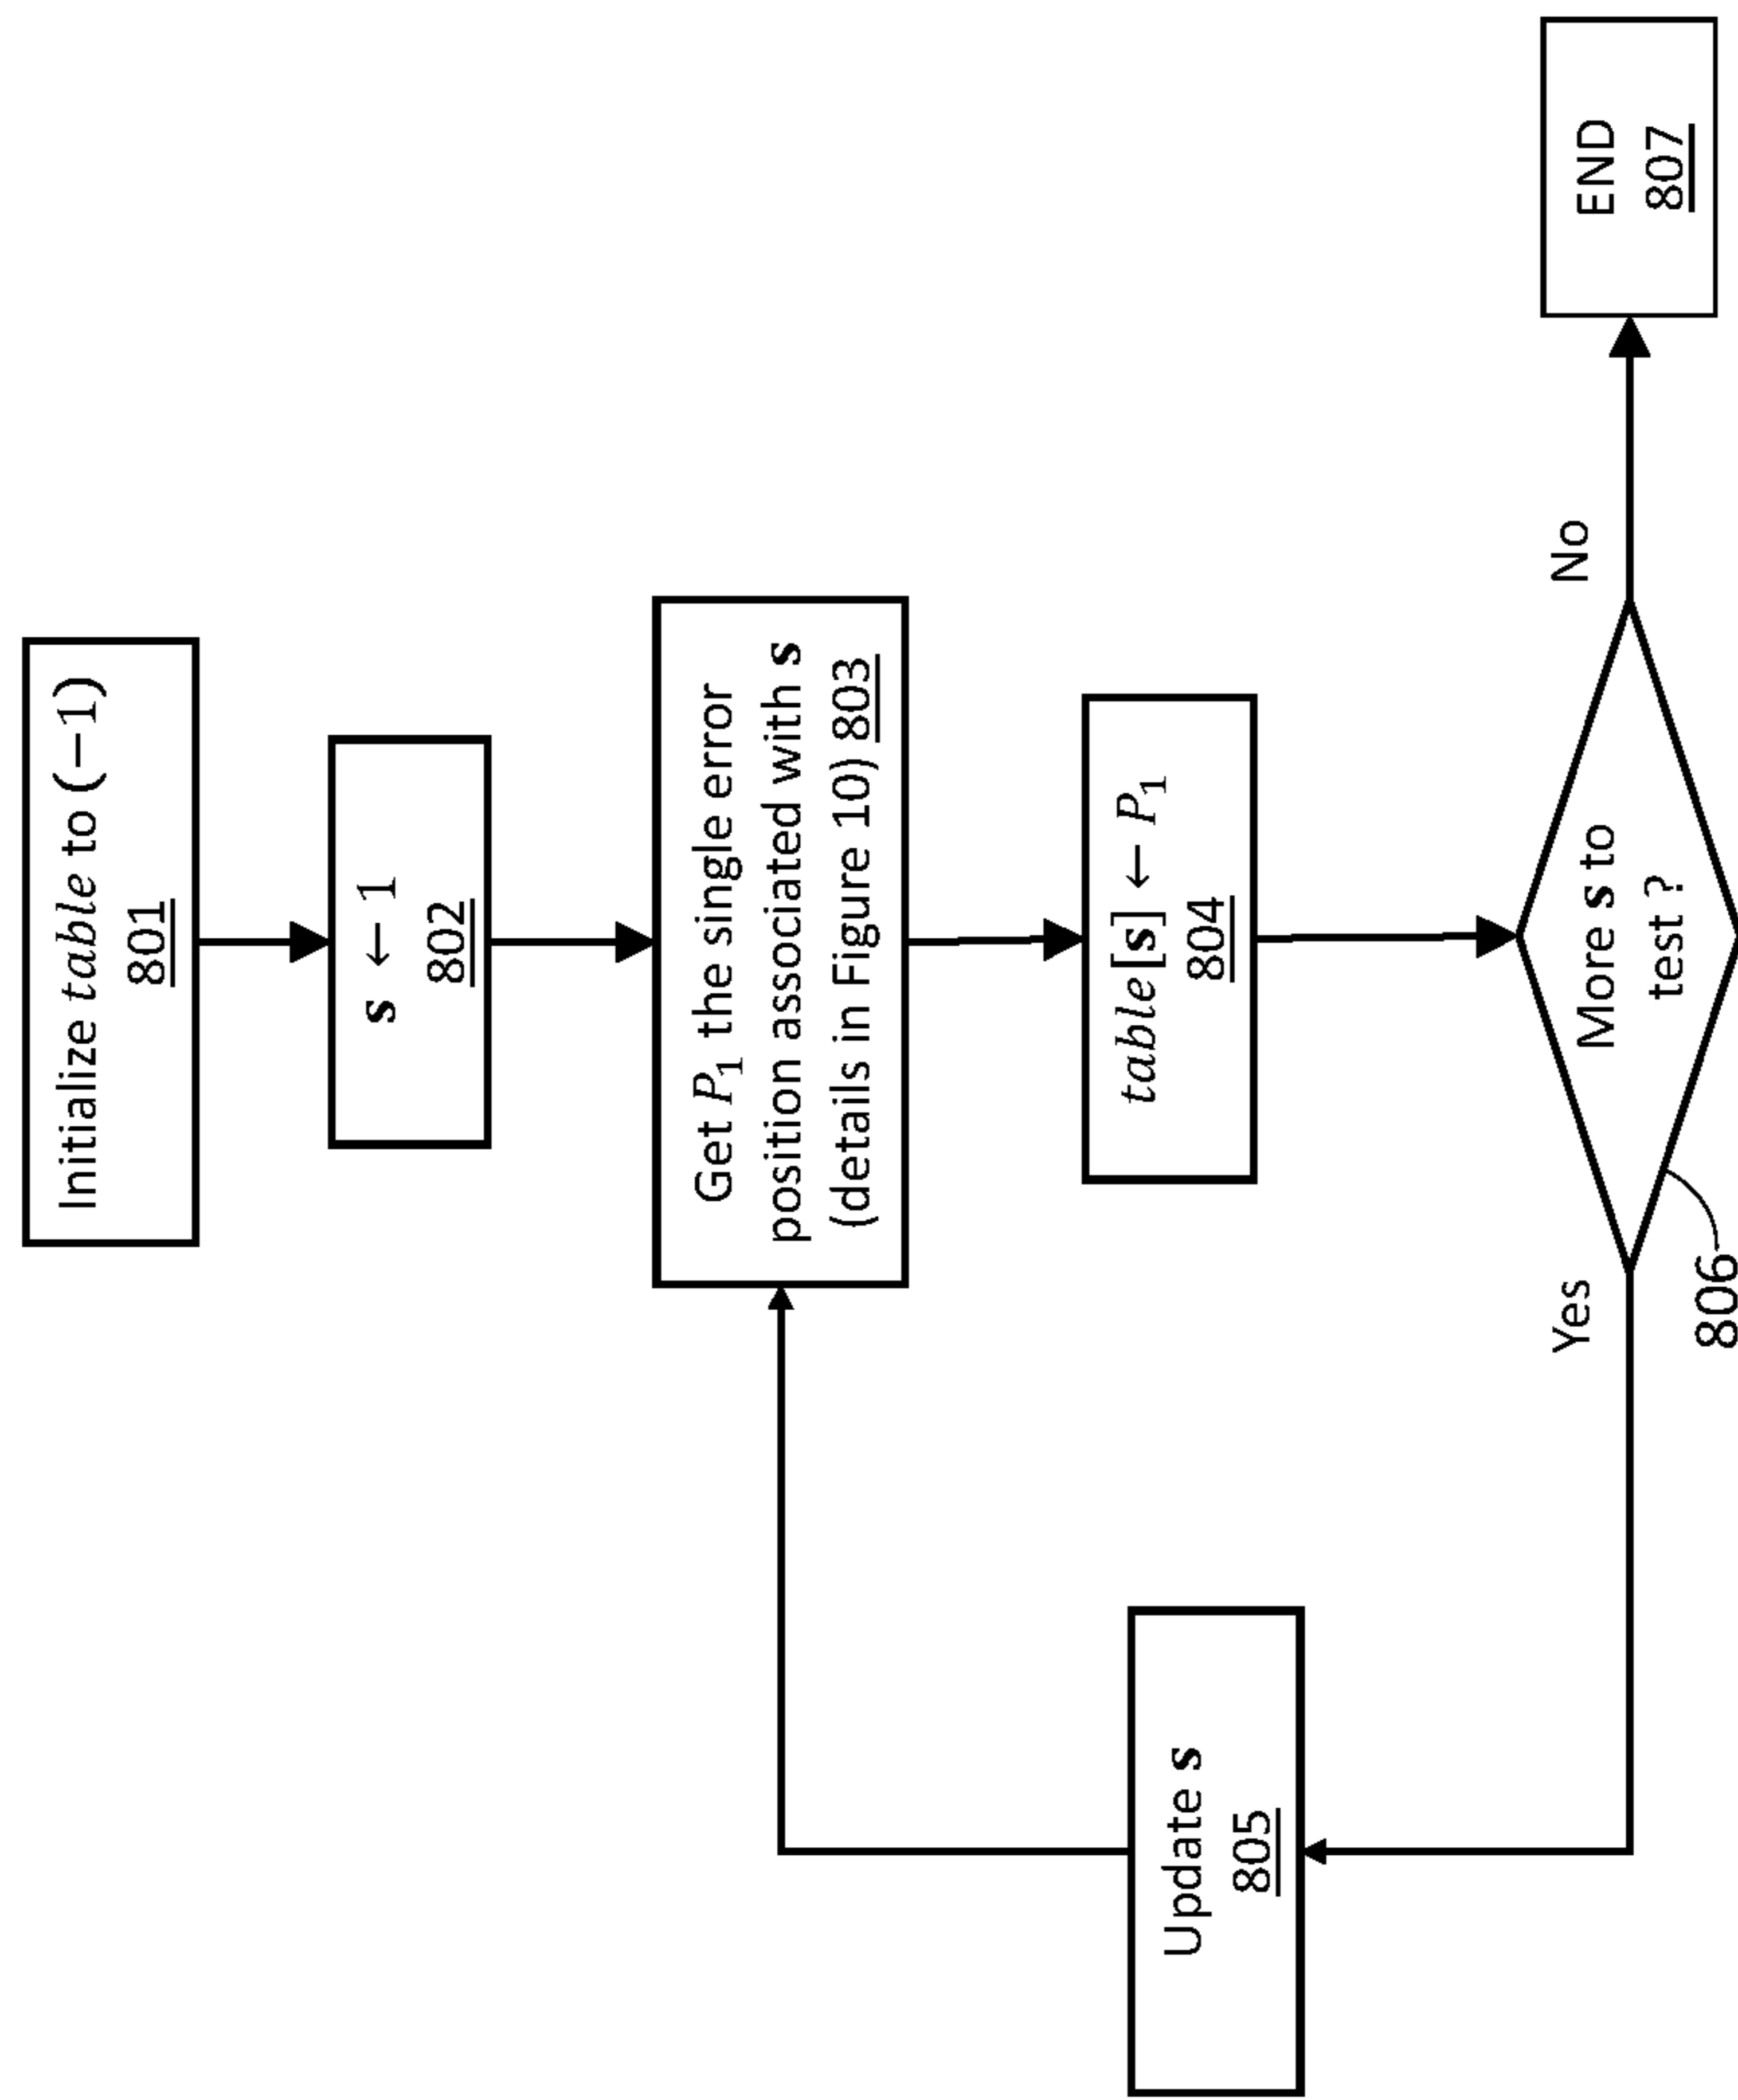 Initialize table to (−1)
801
s ← 1
802
Get P₁ the single error
position associated with s
(details in Figure 10) 803
table[s] ← P₁
804
More s to
test ?
806
Yes
No
Update s
805
END
807